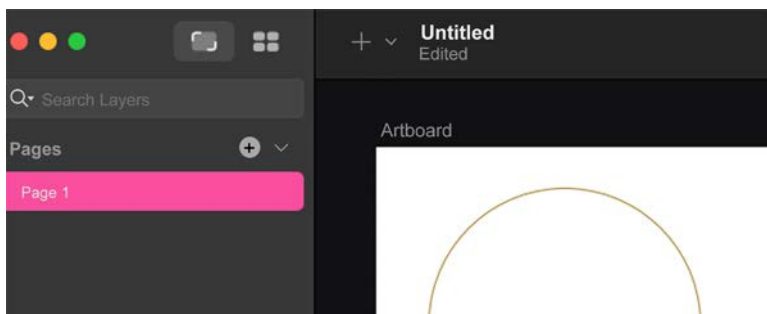 Untitled
Edited
Search Layers
Pages
Page 1
Artboard